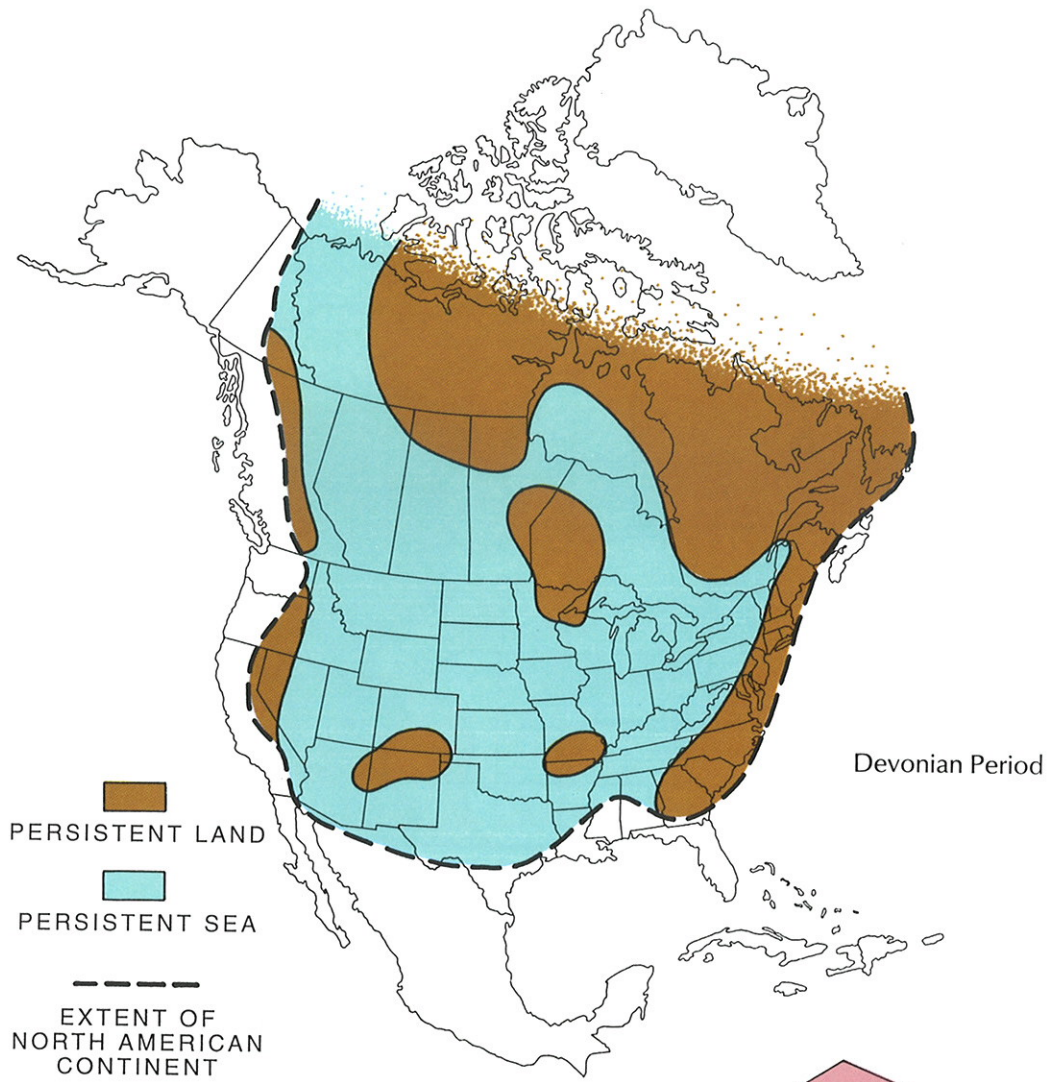 Devonian Period
PERSISTENT LAND
PERSISTENT SEA
EXTENT OF
NORTH AMERICAN
CONTINENT